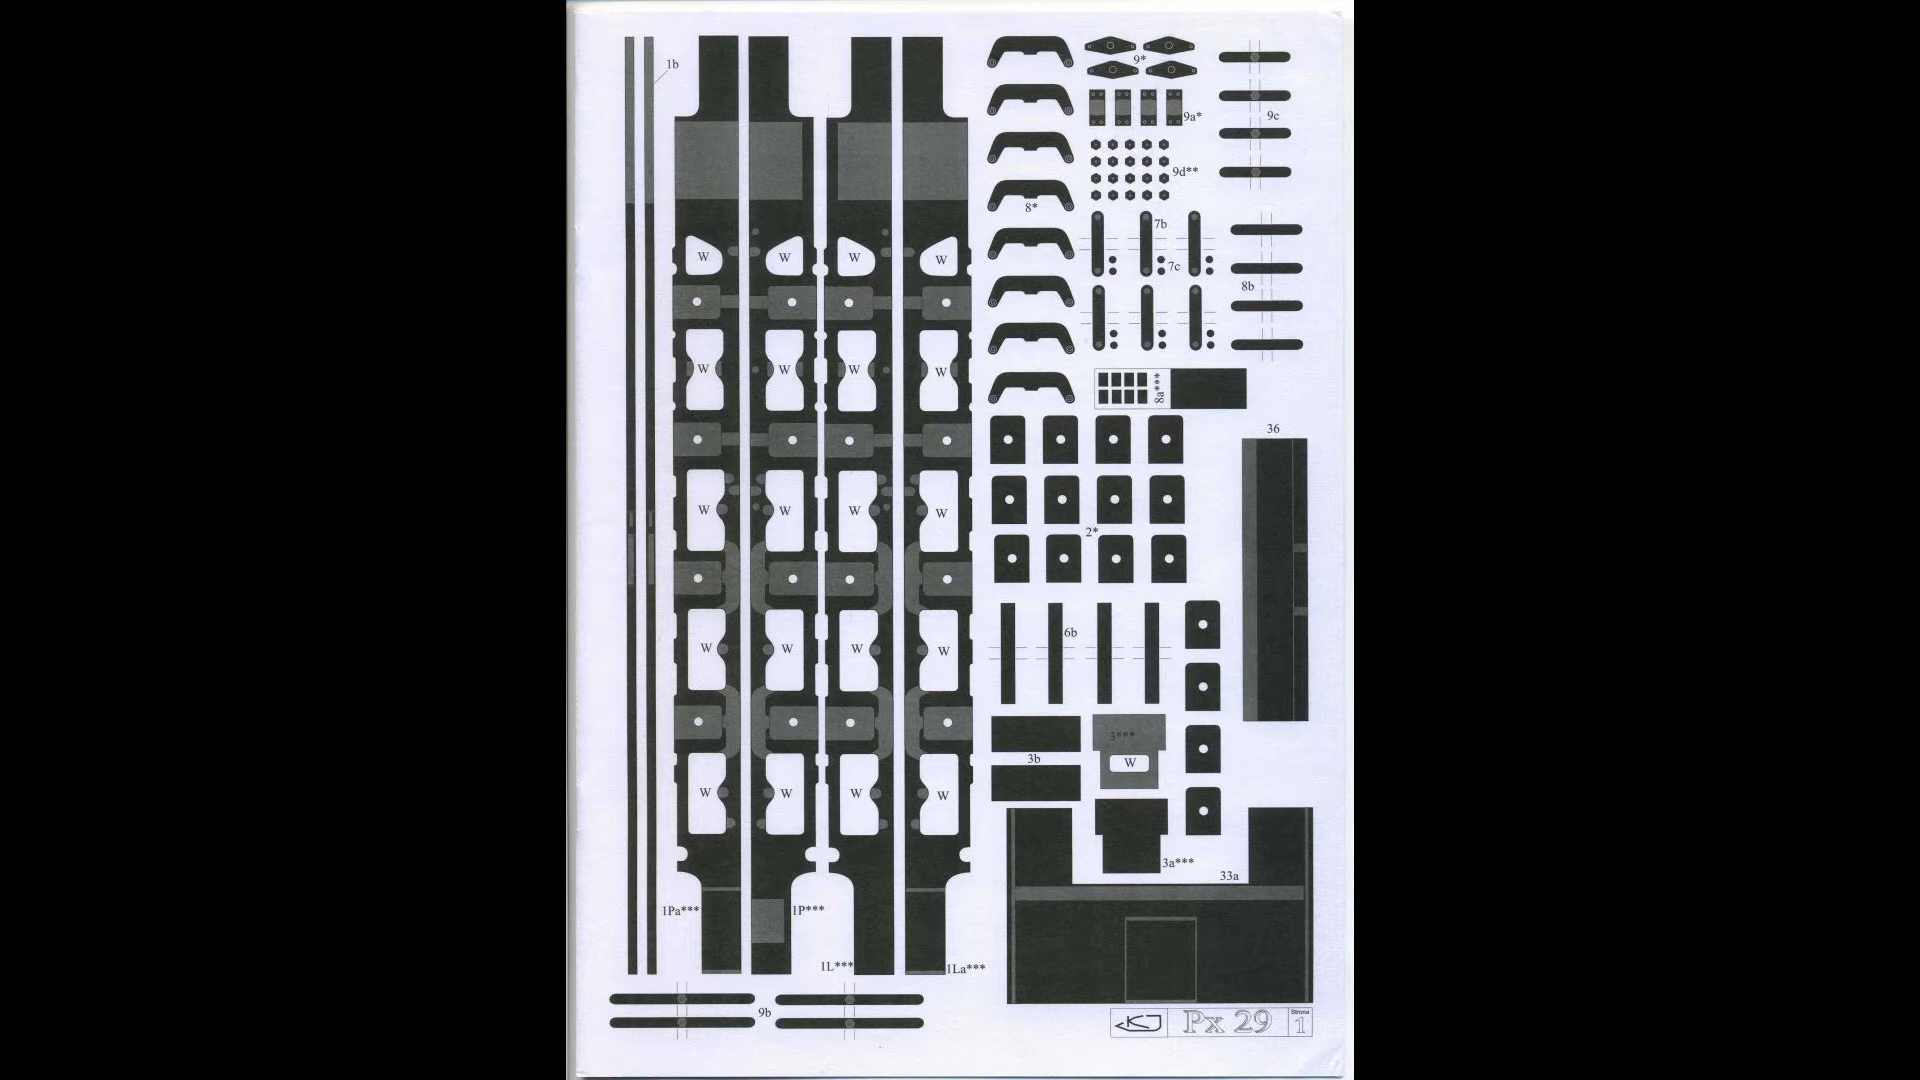 1b
9*
9a*
9c
9d**
8*
7b
7c
8b
W W W W
8a***
W W W W
36
W W W W
2*
6b
W W W W
3***
3b
W
W W W W
3a***
33a
1Pa***
1P***
1L***
1La***
9b
KJ
Px 29
Strona
1